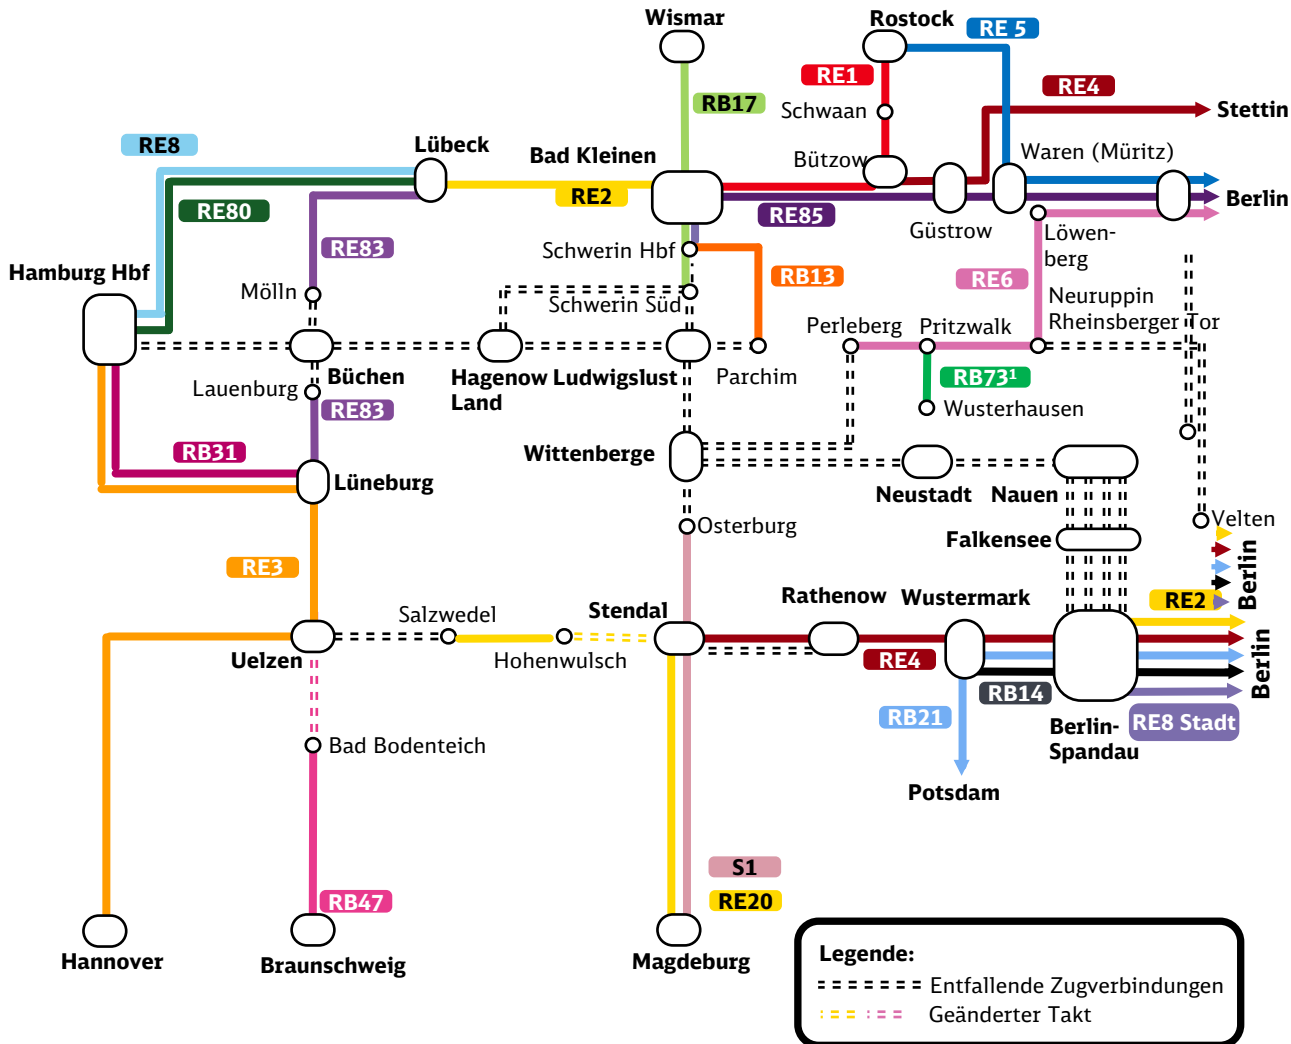 Wismar
Rostock
RE 5
RE1
RE4
RB17
Schwaan
Stettin
RE8
Lübeck
Bad Kleinen
Bützow
Waren (Müritz)
RE80
RE2
RE85
Berlin
Güstrow
Löwen-
berg
RE83
Schwerin Hbf
Hamburg Hbf
RB13
RE6
Mölln
Schwerin Süd
Neuruppin
Rheinsberger Tor
Perleberg
Pritzwalk
Büchen
Hagenow
Land
Ludwigslust
Parchim
RB73¹
Lauenburg
RE83
Wusterhausen
RB31
Lüneburg
Wittenberge
Neustadt
Nauen
Osterburg
Velten
Falkensee
Berlin
RE3
Salzwedel
Stendal
Rathenow
Wustermark
RE2
Uelzen
Hohenwulsch
RE4
Berlin
RB14
RB21
Berlin-
Spandau
RE8 Stadt
Bad Bodenteich
Potsdam
S1
RE20
RB47
Hannover
Braunschweig
Magdeburg
Legende:
Entfallende Zugverbindungen
Geänderter Takt